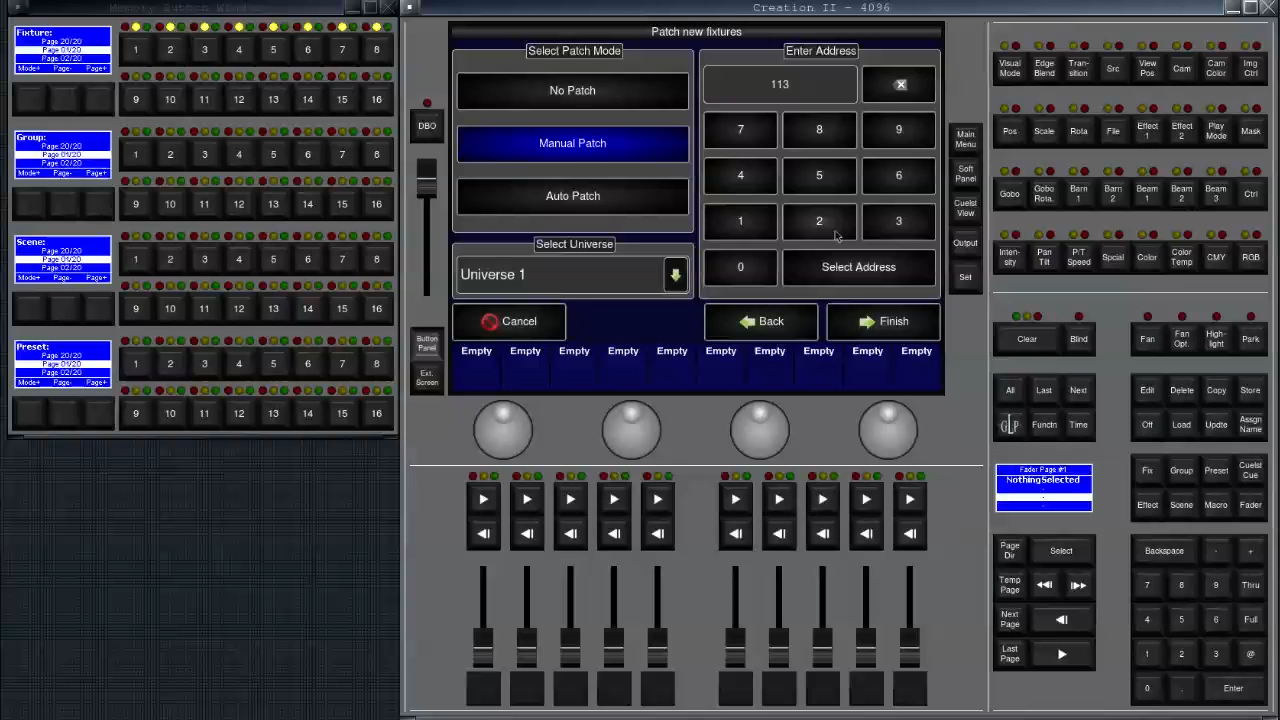 Memory Button Window
Creation II - 4096
Fixture:
Page 20/20
Page 01/20
Page 02/20
Mode+ Page- Page+
1 2 3 4 5 6 7 8
9 10 11 12 13 14 15 16
Group:
Page 20/20
Page 01/20
Page 02/20
Mode+ Page- Page+
1 2 3 4 5 6 7 8
9 10 11 12 13 14 15 16
Scene:
Page 20/20
Page 01/20
Page 02/20
Mode+ Page- Page+
1 2 3 4 5 6 7 8
9 10 11 12 13 14 15 16
Preset:
Page 20/20
Page 01/20
Page 02/20
Mode+ Page- Page+
1 2 3 4 5 6 7 8
9 10 11 12 13 14 15 16
DBO
Button
Panel
Ext.
Screen
Patch new fixtures
Select Patch Mode
No Patch
Manual Patch
Auto Patch
Select Universe
Universe 1
Enter Address
113
7 8 9
4 5 6
1 2 3
0 Select Address
Cancel Back Finish
Empty Empty Empty Empty Empty Empty Empty Empty Empty Empty
Main
Menu
Soft
Panel
Cuelst
View
Output
Set
Visual Edge Tran- Src View Cam Cam Img
Mode Blend sition Pos Color Ctrl
Pos Scale Rota File Effect Effect Play Mask
1 2 Mode
Gobo Gobo Barn Barn Beam Beam Beam Ctrl
Rota. 1 2 1 2 3
Inten- Pan P/T Spcial Color Color CMY RGB
sity Tilt Speed Temp
Clear Blind Fan Fan High- Park
Opt. light
All Last Next Edit Delete Copy Store
GLP Functn Time Off Load Updte Assgn
Name
Fader Page #1
NothingSelected
Fix Group Preset Cuelst
Cue
Effect Scene Macro Fader
Page
Dir
Select
Backspace - +
Temp
Page
7 8 9 Thru
Next
Page
4 5 6 Full
Last
Page
1 2 3 @
0 . Enter